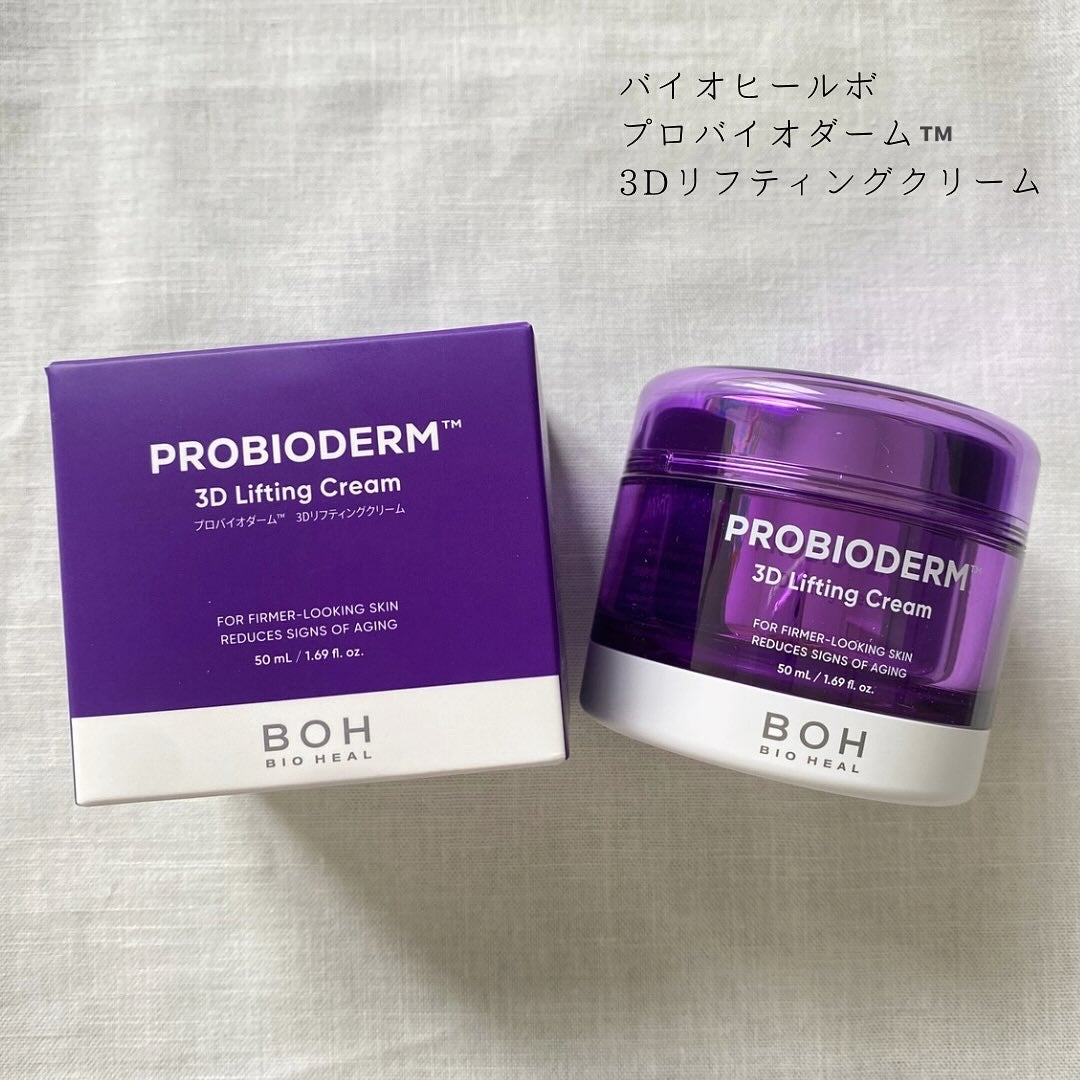 バイオヒールボ
プロバイオダーム™
3Dリフティングクリーム
PROBIODERM™
3D Lifting Cream
プロバイオダーム™ 3Dリフティングクリーム
FOR FIRMER-LOOKING SKIN
REDUCES SIGNS OF AGING
50 mL / 1.69 fl. oz.
BOH
BIO HEAL
PROBIODERM™
3D Lifting Cream
FOR FIRMER-LOOKING SKIN
REDUCES SIGNS OF AGING
50 mL / 1.69 fl. oz.
BOH
BIO HEAL